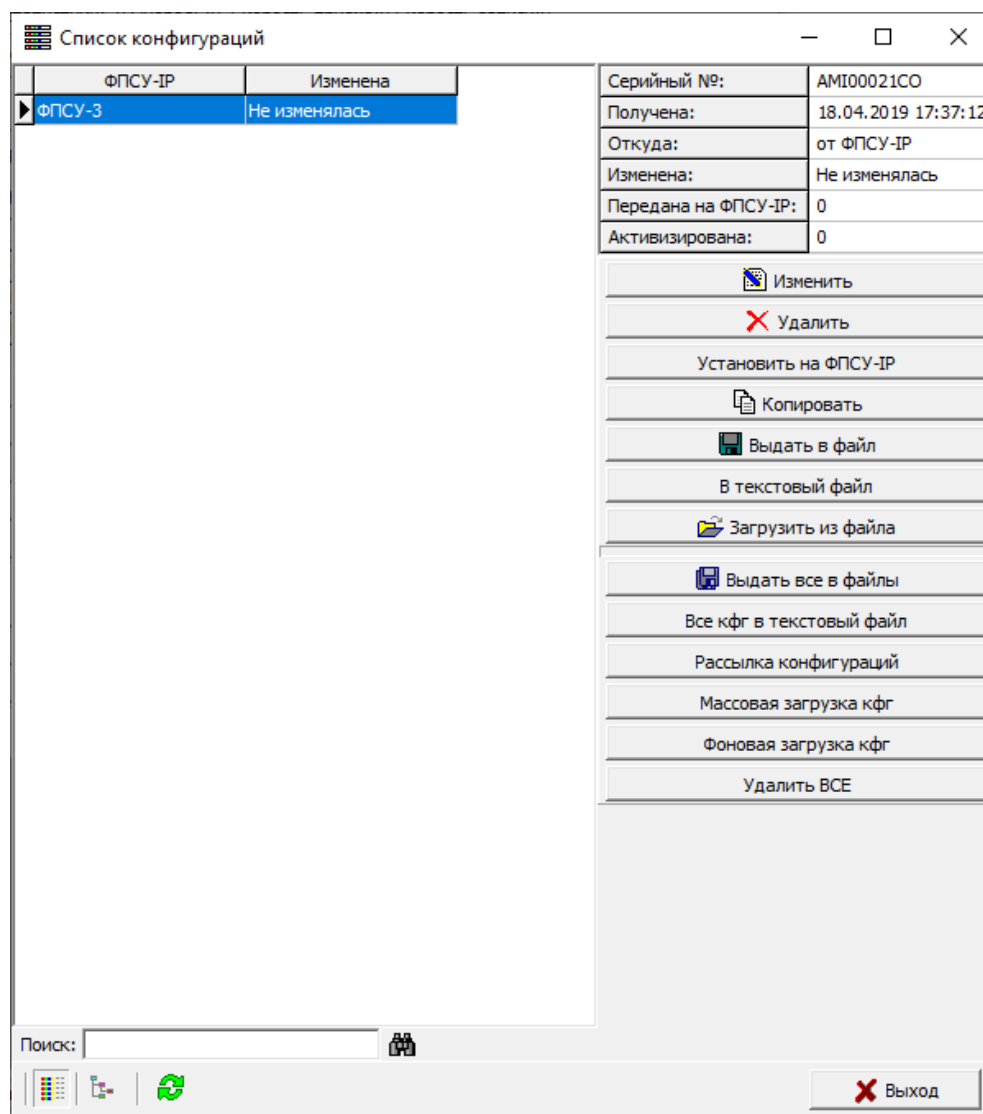 Список конфигураций
ФПСУ-IP Изменена
ФПСУ-3 Не изменялась
Серийный №: AMI00021CO
Получена: 18.04.2019 17:37:12
Откуда: от ФПСУ-IP
Изменена: Не изменялась
Передана на ФПСУ-IP: 0
Активизирована: 0
Изменить
Удалить
Установить на ФПСУ-IP
Копировать
Выдать в файл
В текстовый файл
Загрузить из файла
Выдать все в файлы
Все кфг в текстовый файл
Рассылка конфигураций
Массовая загрузка кфг
Фоновая загрузка кфг
Удалить ВСЕ
Поиск:
Выход